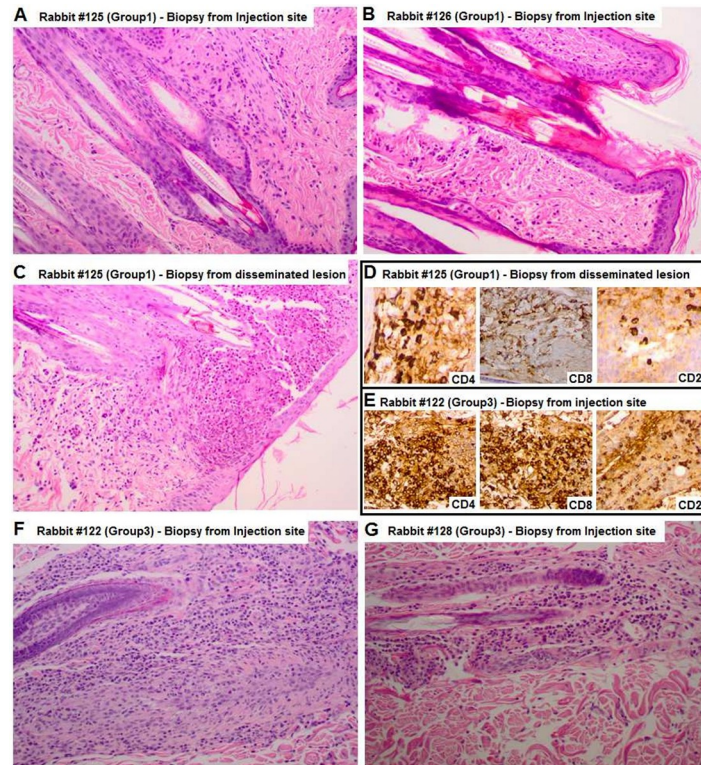 A Rabbit #125 (Group1) - Biopsy from Injection site
B Rabbit #126 (Group1) - Biopsy from Injection site
C Rabbit #125 (Group1) - Biopsy from disseminated lesion
D Rabbit #125 (Group1) - Biopsy from disseminated lesion
CD4
CD8
CD2
E Rabbit #122 (Group3) - Biopsy from injection site
CD4
CD8
CD2
F Rabbit #122 (Group3) - Biopsy from Injection site
G Rabbit #128 (Group3) - Biopsy from Injection site